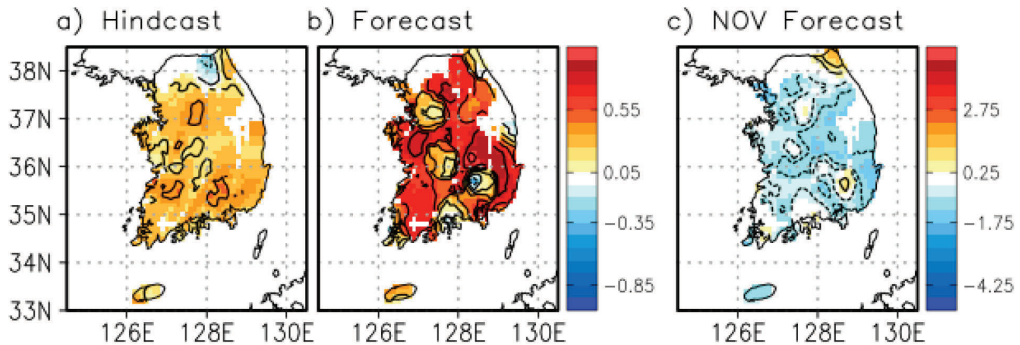 a) Hindcast
b) Forecast
c) NOV Forecast
38N
37N
36N
35N
34N
33N
126E 128E 130E
126E 128E 130E
0.55
0.05
−0.35
−0.85
126E 128E 130E
2.75
0.25
−1.75
−4.25